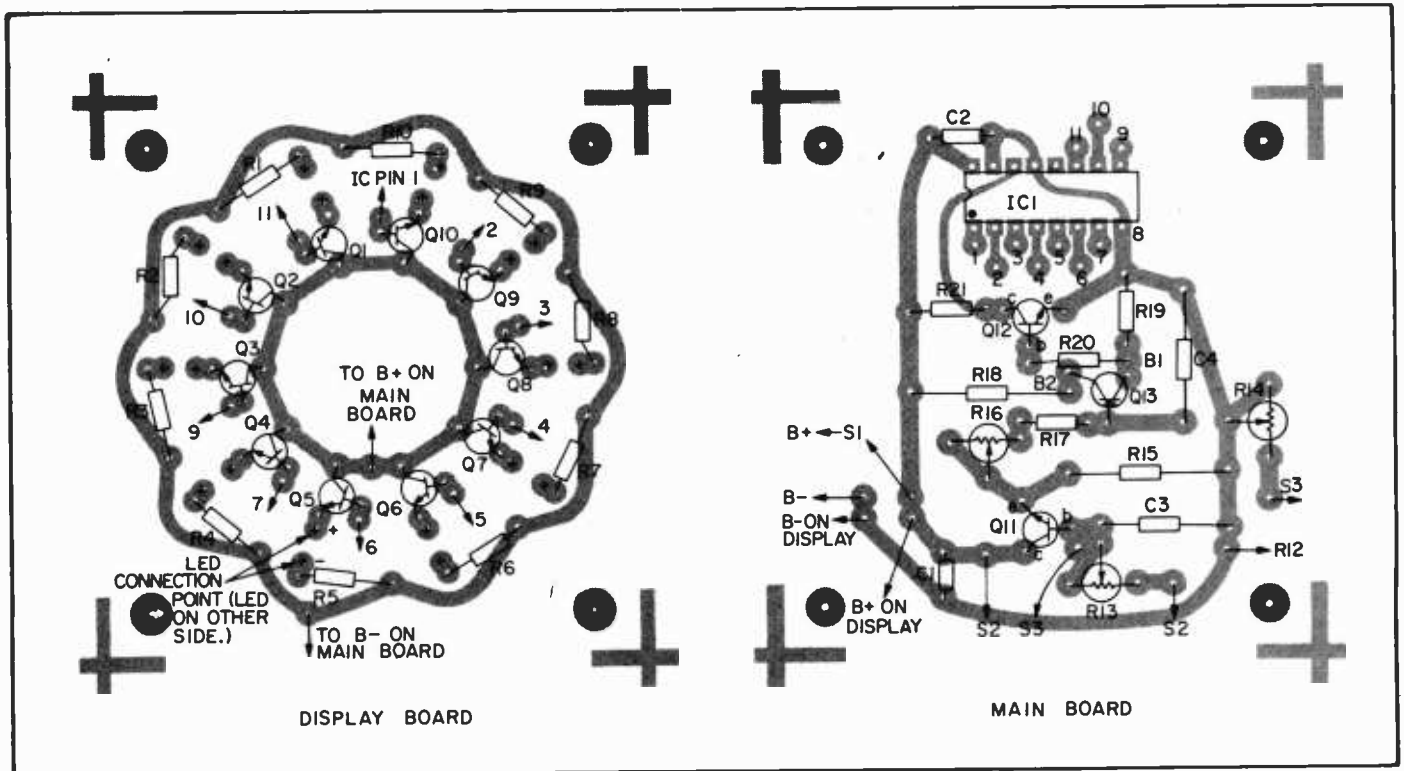 R10
R1
IC PIN 1
R9
11
Q1
Q10
2
R2
Q2
Q9
10
3
R8
Q3
Q8
TO B+ ON
MAIN
BOARD
R3
9
Q4
4
Q7
R7
7
Q5
Q6
5
6
+
-
R4
R6
LED
CONNECTION
POINT (LED
ON OTHER
SIDE.)
R5
TO B- ON
MAIN BOARD
DISPLAY BOARD
C2
10
11
9
IC1
8
1
3
5
7
2
4
6
R21
c
e
Q12
b
R19
R20
B1
C4
R18
B2
Q13
R14
R16
R17
B+
S1
R15
B-
B-ON
DISPLAY
S3
e
Q11
b
c
C3
R12
C1
R13
B+ ON
DISPLAY
S2
S3
S2
MAIN BOARD